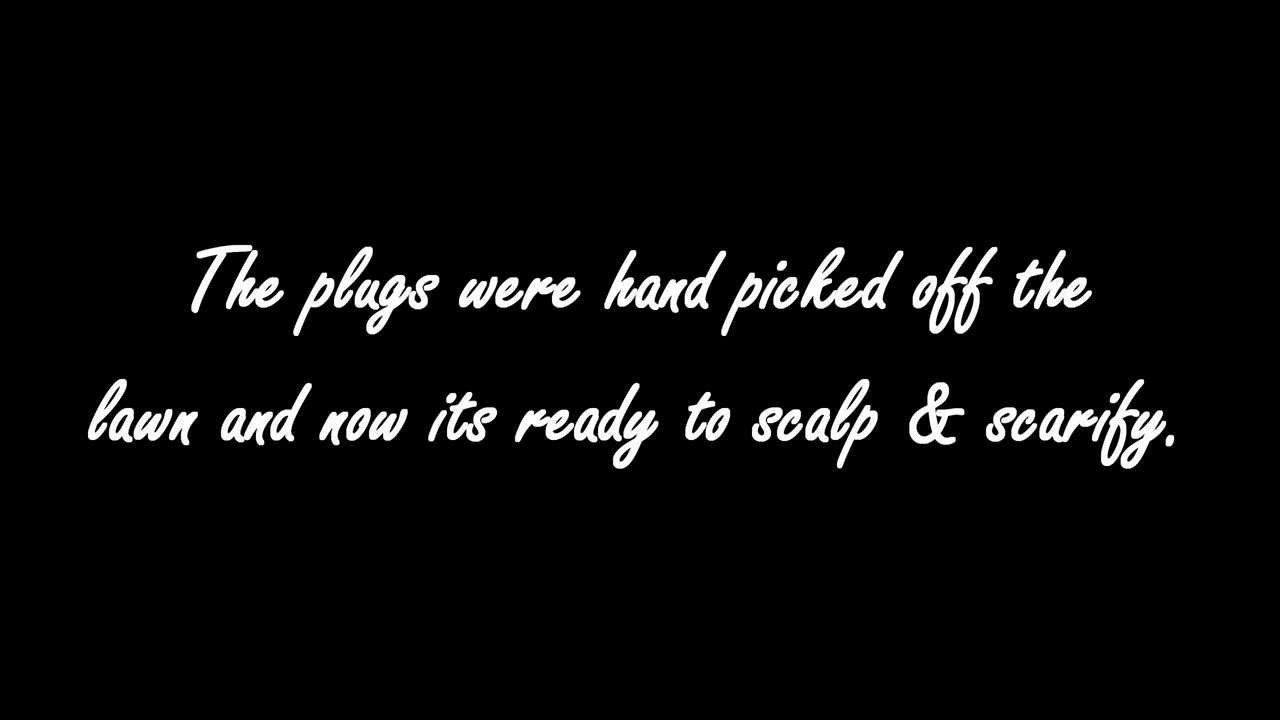 The plugs were hand picked off the
lawn and now its ready to scalp & scarify.